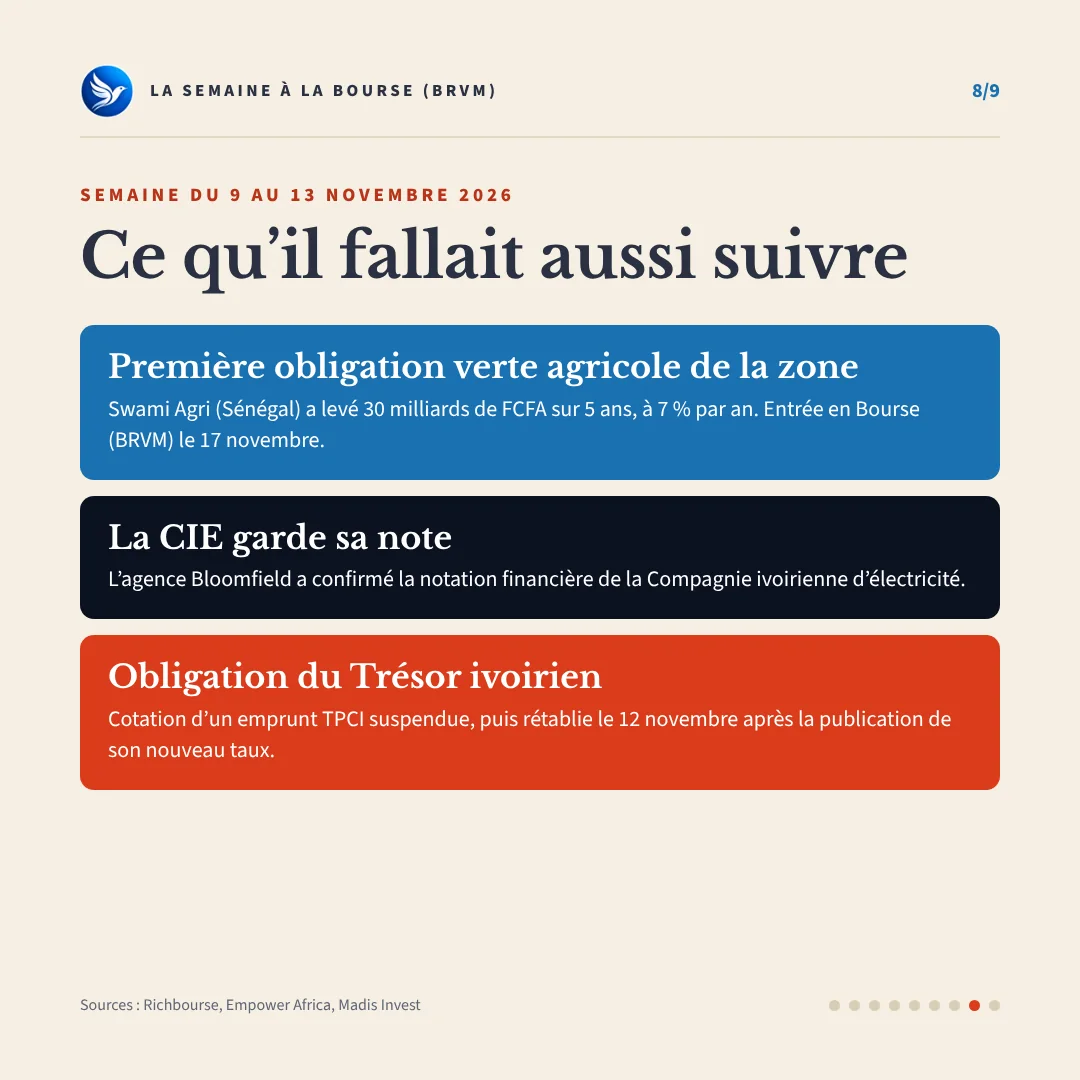 LA SEMAINE À LA BOURSE (BRVM)
8/9
SEMAINE DU 9 AU 13 NOVEMBRE 2026
Ce qu’il fallait aussi suivre
Première obligation verte agricole de la zone
Swami Agri (Sénégal) a levé 30 milliards de FCFA sur 5 ans, à 7 % par an. Entrée en Bourse
(BRVM) le 17 novembre.
La CIE garde sa note
L’agence Bloomfield a confirmé la notation financière de la Compagnie ivoirienne d’électricité.
Obligation du Trésor ivoirien
Cotation d’un emprunt TPCI suspendue, puis rétablie le 12 novembre après la publication de
son nouveau taux.
Sources : Richbourse, Empower Africa, Madis Invest